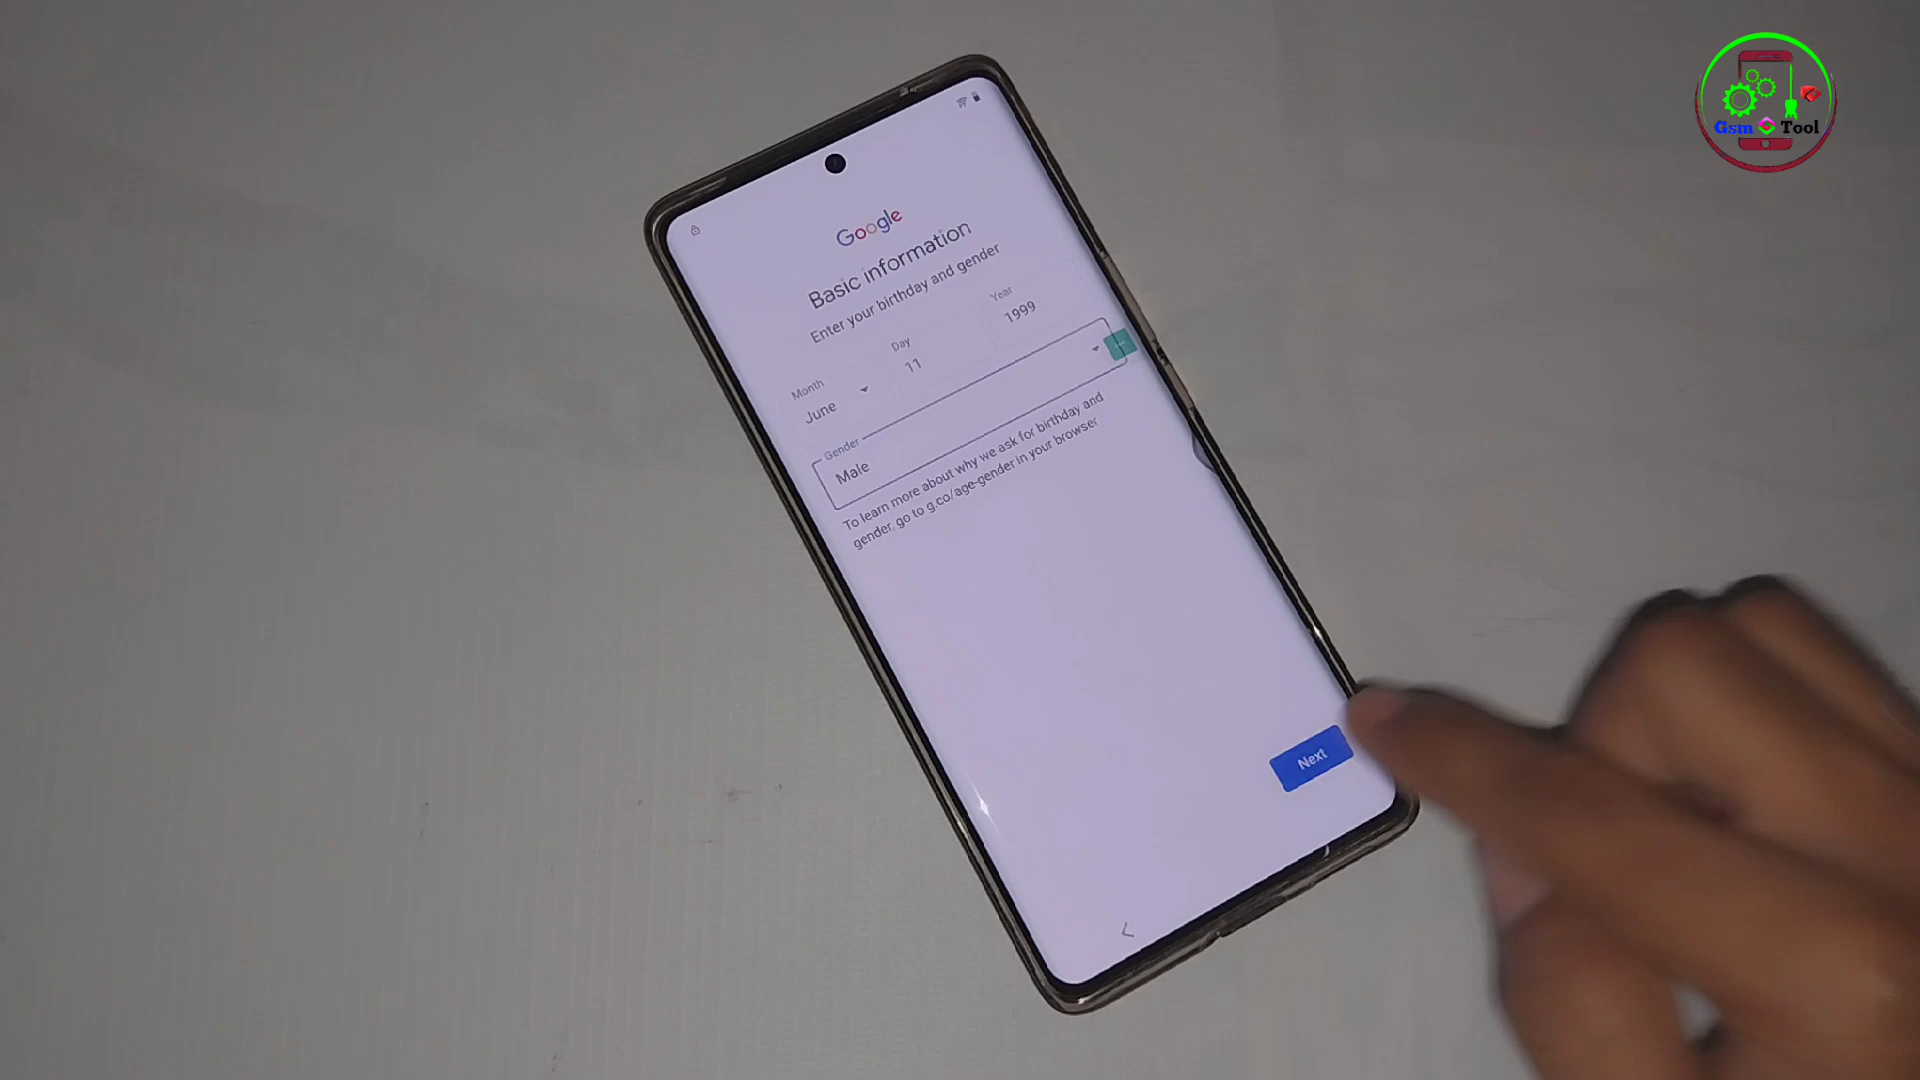 Gsm Tool
Google
Basic information
Enter your birthday and gender
Month
June
Day
11
Year
1999
Gender
Male
To learn more about why we ask for birthday and
gender, go to g.co/age-gender in your browser
Next